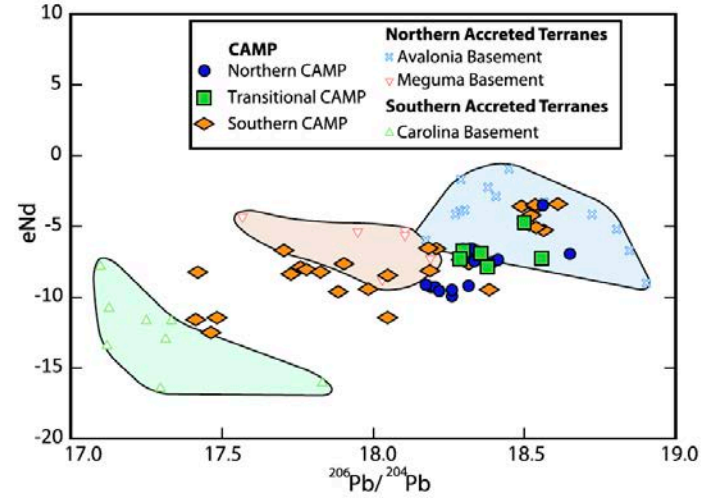 10
5
0
-5
-10
-15
-20
eNd
CAMP
Northern CAMP
Transitional CAMP
Southern CAMP
Northern Accreted Terranes
Avalonia Basement
Meguma Basement
Southern Accreted Terranes
Carolina Basement
17.0 17.5 18.0 18.5 19.0
²⁰⁶Pb/²⁰⁴Pb